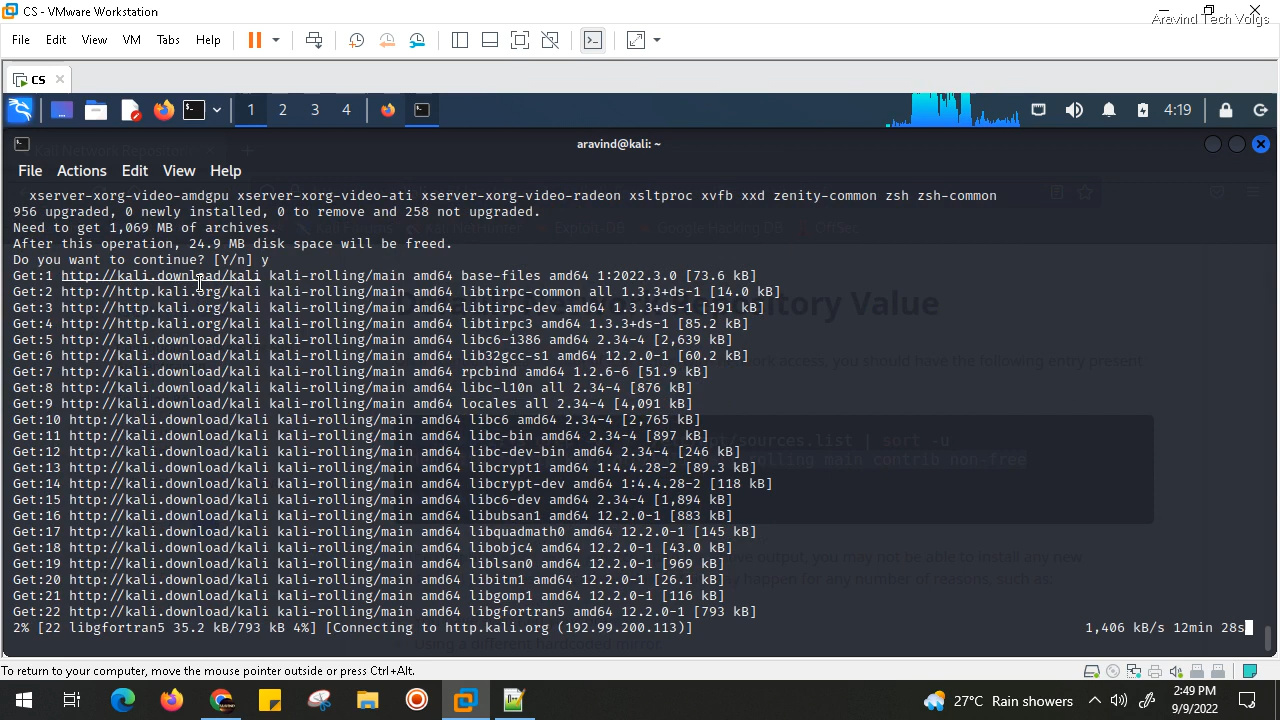 CS - VMware Workstation
Aravind Tech Volgs
File Edit View VM Tabs Help
CS
1 2 3 4 4:19
aravind@kali: ~
File Actions Edit View Help
xserver-xorg-video-amdgpu xserver-xorg-video-ati xserver-xorg-video-radeon xsltproc xvfb xxd zenity-common zsh zsh-common
956 upgraded, 0 newly installed, 0 to remove and 258 not upgraded.
Need to get 1,069 MB of archives.
After this operation, 24.9 MB disk space will be freed.
Do you want to continue? [Y/n] y
Get:1 http://kali.download/kali kali-rolling/main amd64 base-files amd64 1:2022.3.0 [73.6 kB]
Get:2 http://http.kali.org/kali kali-rolling/main amd64 libtirpc-common all 1.3.3+ds-1 [14.0 kB]
Get:3 http://http.kali.org/kali kali-rolling/main amd64 libtirpc-dev amd64 1.3.3+ds-1 [191 kB]
Get:4 http://http.kali.org/kali kali-rolling/main amd64 libtirpc3 amd64 1.3.3+ds-1 [85.2 kB]
Get:5 http://kali.download/kali kali-rolling/main amd64 libc6-i386 amd64 2.34-4 [2,639 kB]
Get:6 http://kali.download/kali kali-rolling/main amd64 lib32gcc-s1 amd64 12.2.0-1 [60.2 kB]
Get:7 http://kali.download/kali kali-rolling/main amd64 rpcbind amd64 1.2.6-6 [51.9 kB]
Get:8 http://kali.download/kali kali-rolling/main amd64 libc-l10n all 2.34-4 [876 kB]
Get:9 http://kali.download/kali kali-rolling/main amd64 locales all 2.34-4 [4,091 kB]
Get:10 http://kali.download/kali kali-rolling/main amd64 libc6 amd64 2.34-4 [2,765 kB]
Get:11 http://kali.download/kali kali-rolling/main amd64 libc-bin amd64 2.34-4 [897 kB]
Get:12 http://kali.download/kali kali-rolling/main amd64 libc-dev-bin amd64 2.34-4 [246 kB]
Get:13 http://kali.download/kali kali-rolling/main amd64 libcrypt1 amd64 1:4.4.28-2 [89.3 kB]
Get:14 http://kali.download/kali kali-rolling/main amd64 libcrypt-dev amd64 1:4.4.28-2 [118 kB]
Get:15 http://kali.download/kali kali-rolling/main amd64 libc6-dev amd64 2.34-4 [1,894 kB]
Get:16 http://kali.download/kali kali-rolling/main amd64 libubsan1 amd64 12.2.0-1 [883 kB]
Get:17 http://kali.download/kali kali-rolling/main amd64 libquadmath0 amd64 12.2.0-1 [145 kB]
Get:18 http://kali.download/kali kali-rolling/main amd64 libobjc4 amd64 12.2.0-1 [43.0 kB]
Get:19 http://kali.download/kali kali-rolling/main amd64 liblsan0 amd64 12.2.0-1 [969 kB]
Get:20 http://kali.download/kali kali-rolling/main amd64 libitm1 amd64 12.2.0-1 [26.1 kB]
Get:21 http://kali.download/kali kali-rolling/main amd64 libgomp1 amd64 12.2.0-1 [116 kB]
Get:22 http://kali.download/kali kali-rolling/main amd64 libgfortran5 amd64 12.2.0-1 [793 kB]
2% [22 libgfortran5 35.2 kB/793 kB 4%] [Connecting to http.kali.org (192.99.200.113)] 1,406 kB/s 12min 28s
To return to your computer, move the mouse pointer outside or press Ctrl+Alt.
27°C Rain showers
2:49 PM
9/9/2022